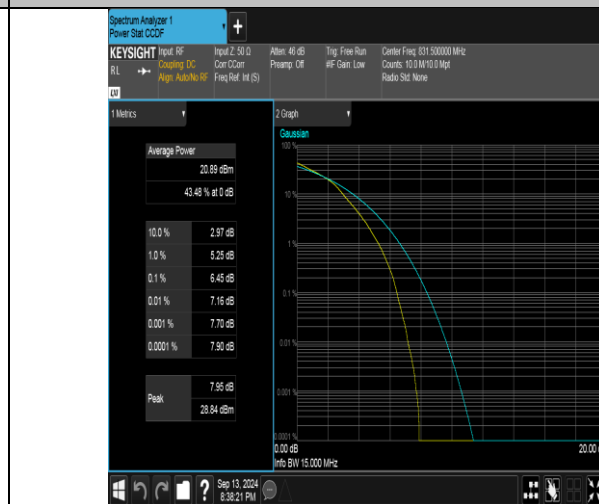 Spectrum Analyzer 1
Power Stat CCDF
+
KEYSIGHT Input: RF Input Z: 50 Ω Atten: 46 dB Trig: Free Run Center Freq: 831.500000 MHz
RL Coupling: DC Corr CCorr Preamp: Off #IF Gain: Low Counts: 10.0 M/10.0 Mpt
Align: Auto/No RF Freq Ref: Int (S) Radio Std: None
LXI
1 Metrics
2 Graph
Gaussian
Average Power
20.89 dBm
43.48 % at 0 dB
10.0 % 2.97 dB
1.0 % 5.25 dB
0.1 % 6.45 dB
0.01 % 7.16 dB
0.001 % 7.70 dB
0.0001 % 7.90 dB
Peak 7.95 dB
28.84 dBm
100 %
10 %
1 %
0.1 %
0.01 %
0.001 %
0.0001 %
0.00 dB 20.00
Info BW 15.000 MHz
? Sep 13, 2024
8:38:21 PM